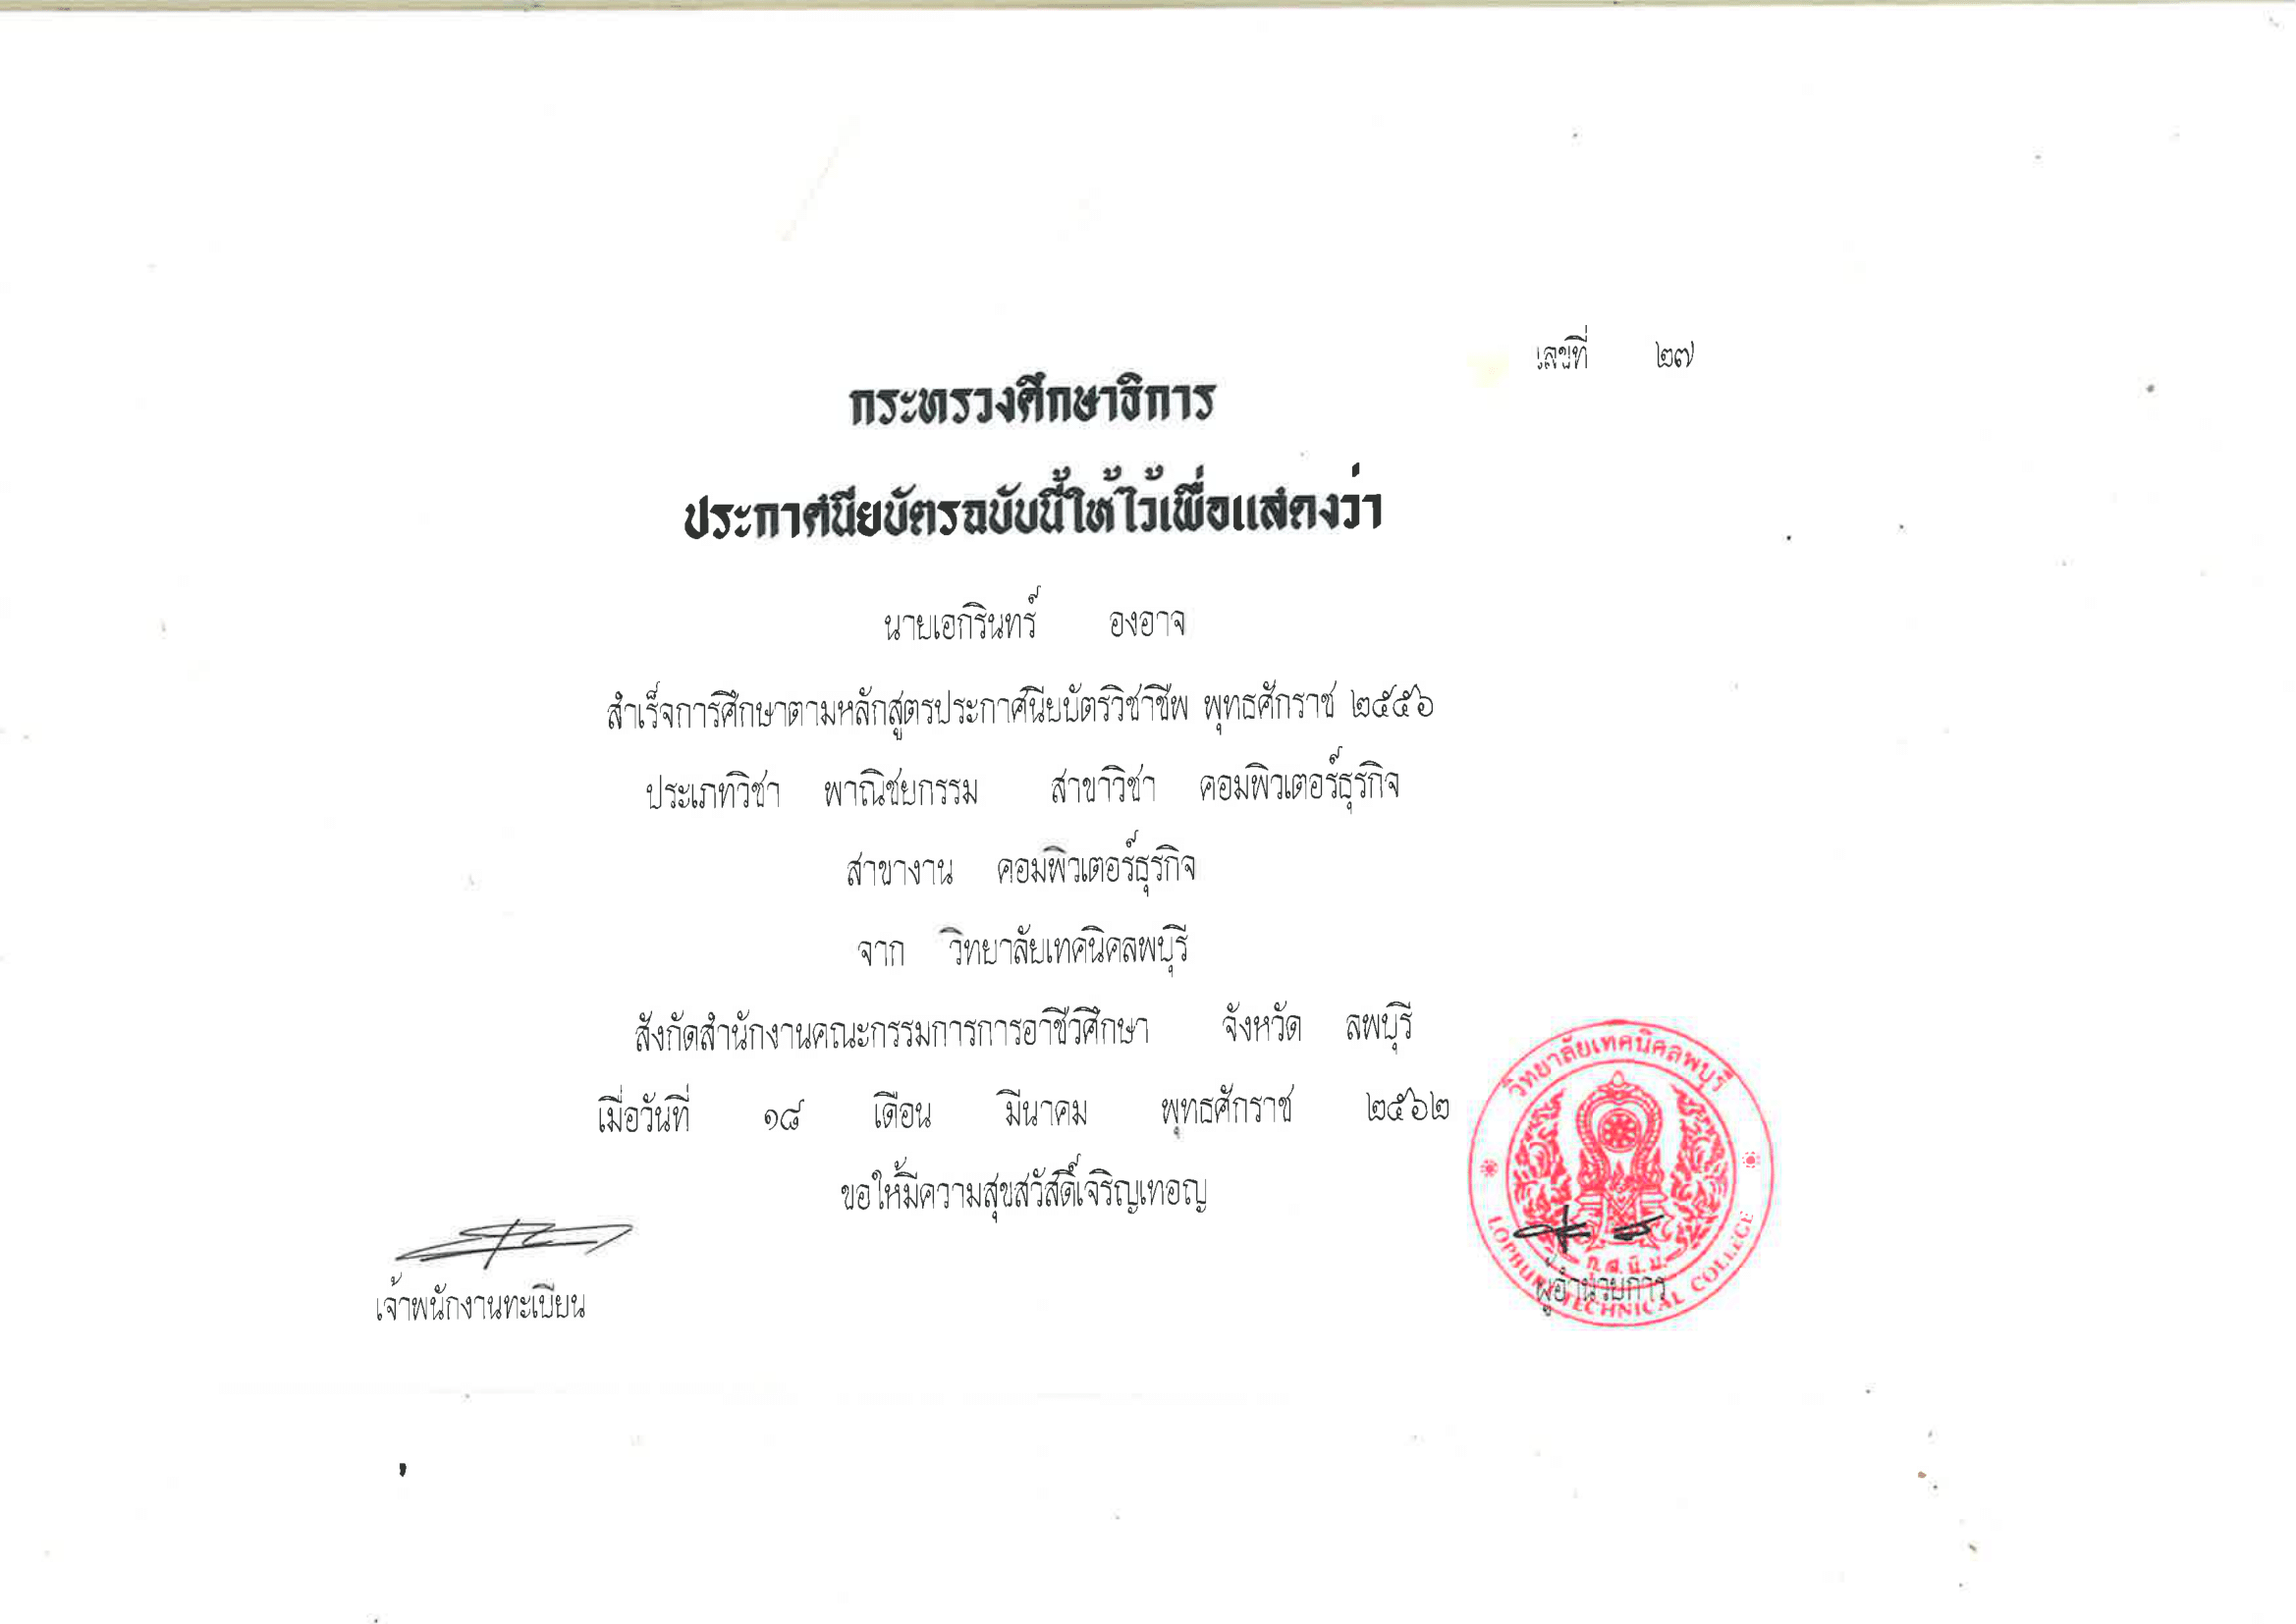 เลขที่ ๒๗
กระทรวงศึกษาธิการ
ประกาศนียบัตรฉบับนี้ให้ไว้เพื่อแสดงว่า
นายเอกรินทร์ องอาจ
สำเร็จการศึกษาตามหลักสูตรประกาศนียบัตรวิชาชีพ พุทธศักราช ๒๕๕๖
ประเภทวิชา พาณิชยกรรม สาขาวิชา คอมพิวเตอร์ธุรกิจ
สาขางาน คอมพิวเตอร์ธุรกิจ
จาก วิทยาลัยเทคนิคลพบุรี
สังกัดสำนักงานคณะกรรมการการอาชีวศึกษา จังหวัด ลพบุรี
เมื่อวันที่ ๑๘ เดือน มีนาคม พุทธศักราช ๒๕๖๒
ขอให้มีความสุขสวัสดิ์เจริญเทอญ
วิทยาลัยเทคนิคลพบุรี
LOPBURI TECHNICAL COLLEGE
เจ้าพนักงานทะเบียน
ผู้อำนวยการ